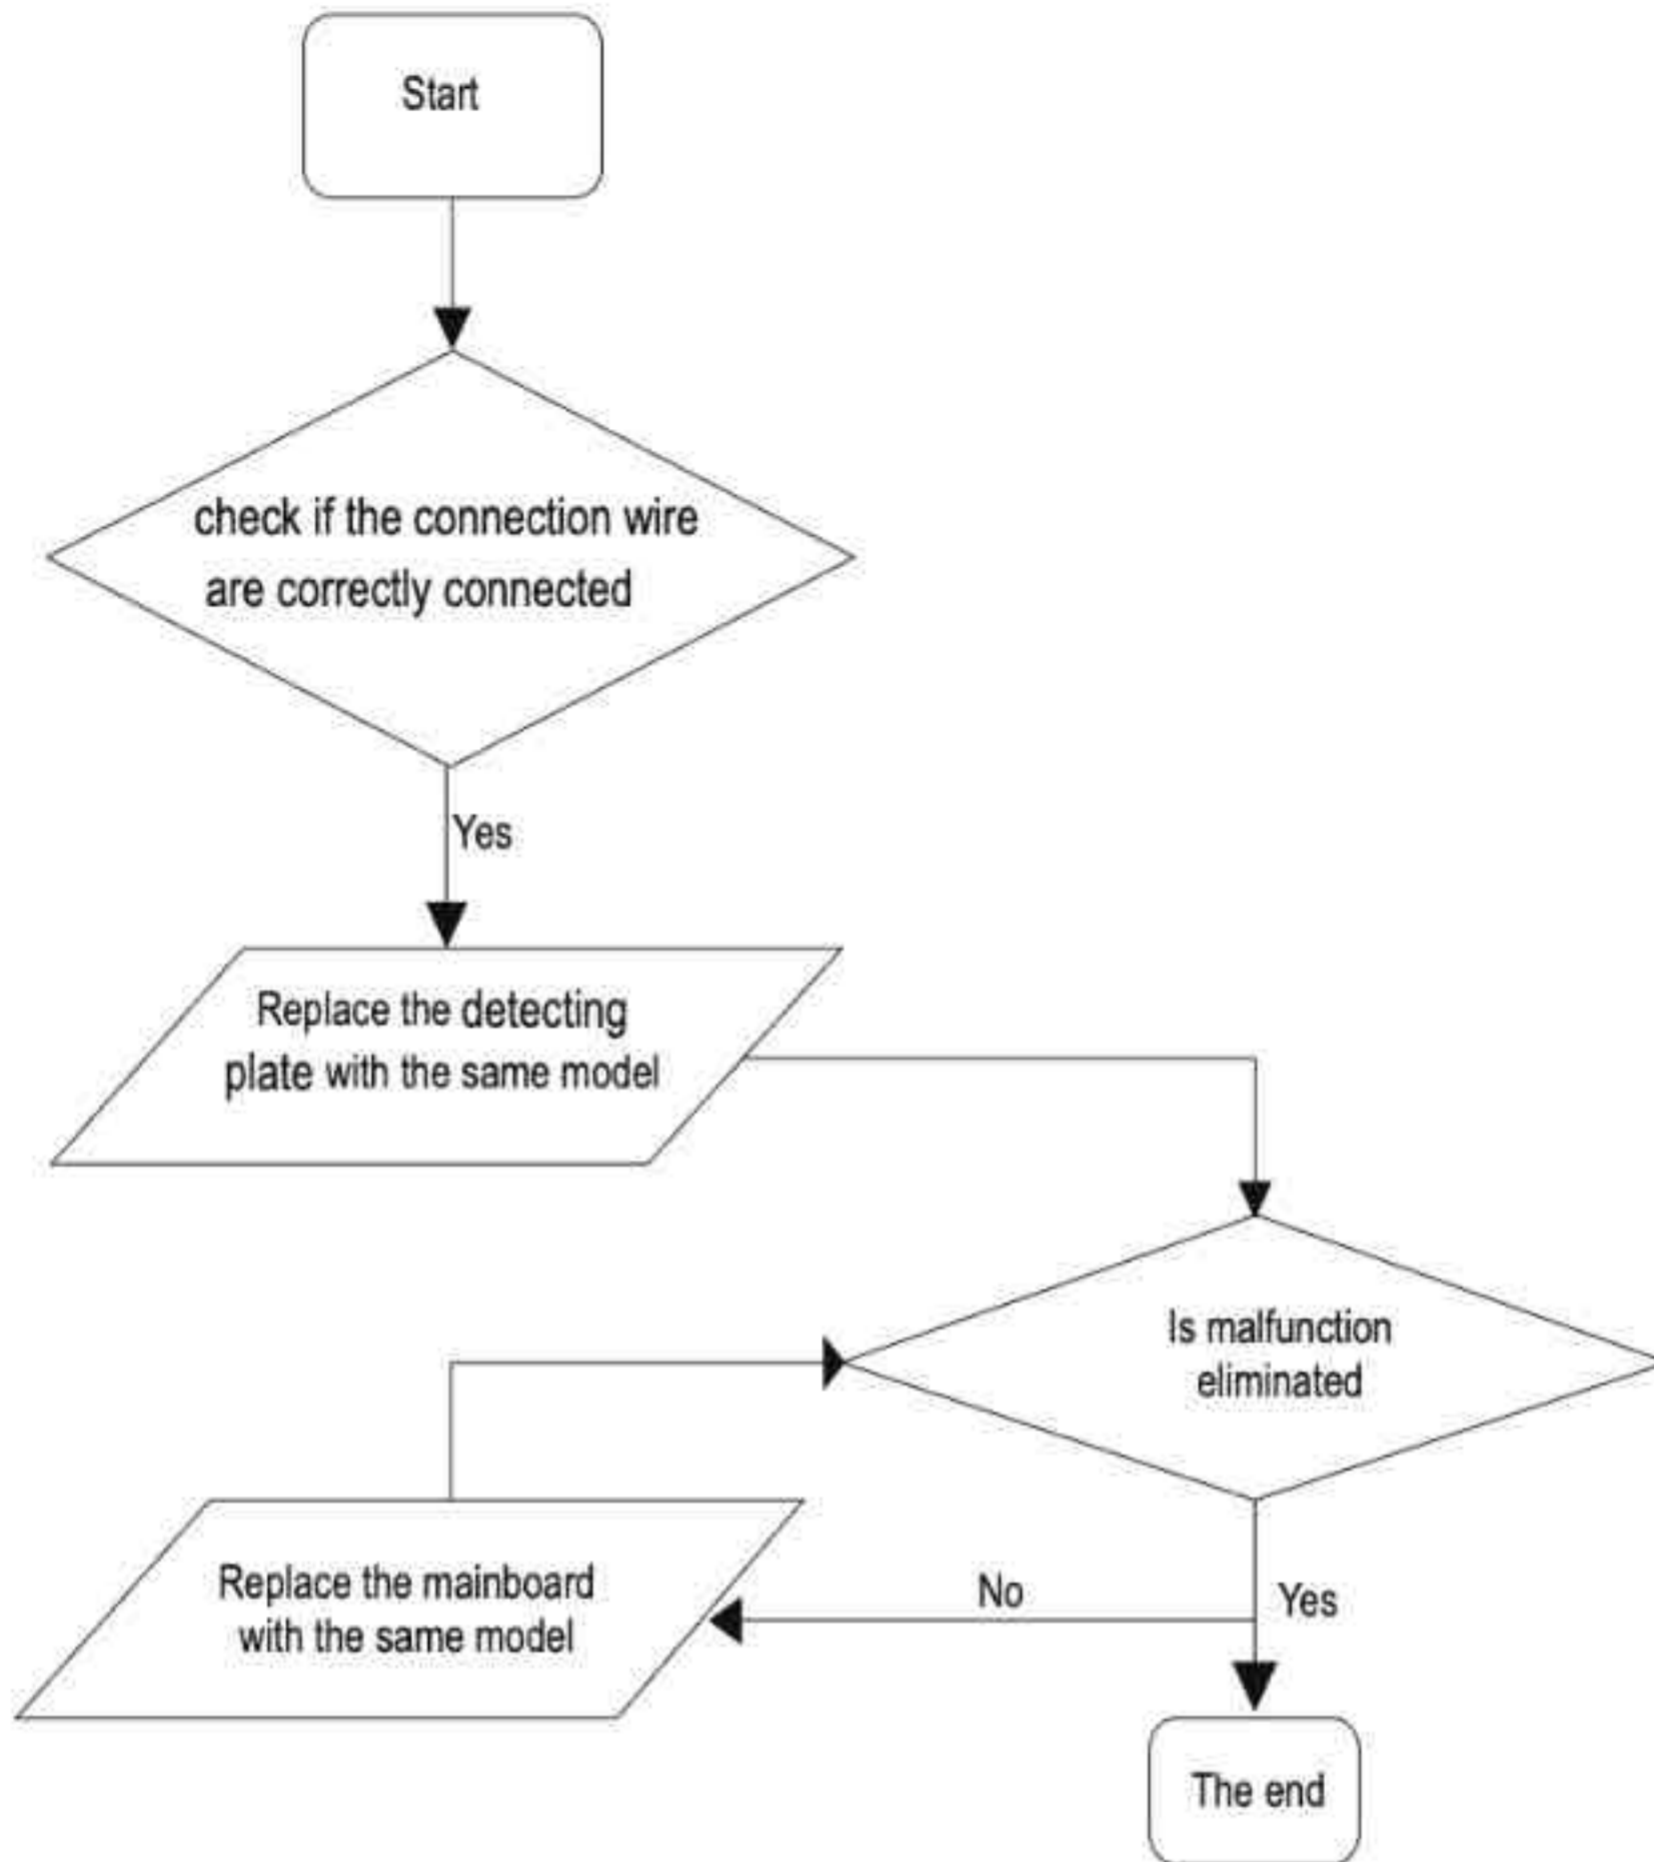 Start
check if the connection wire
are correctly connected
Yes
Replace the detecting
plate with the same model
Is malfunction
eliminated
Replace the mainboard
with the same model
No
Yes
The end